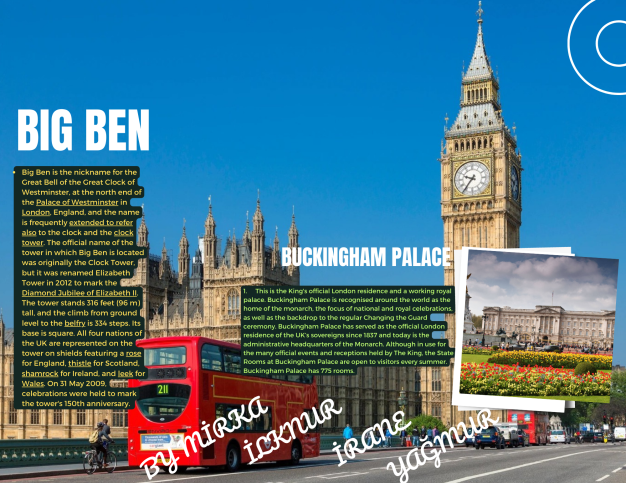 BIG BEN
Big Ben is the nickname for the
Great Bell of the Great Clock of
Westminster, at the north end of
the Palace of Westminster in
London, England, and the name
is frequently extended to refer
also to the clock and the clock
tower. The official name of the
tower in which Big Ben is located
was originally the Clock Tower,
but it was renamed Elizabeth
Tower in 2012 to mark the
Diamond Jubilee of Elizabeth II.
The tower stands 316 feet (96 m)
tall, and the climb from ground
level to the belfry is 334 steps. Its
base is square. All four nations of
the UK are represented on the
tower on shields featuring a rose
for England, thistle for Scotland,
shamrock for Ireland, and leek for
Wales. On 31 May 2009,
celebrations were held to mark
the tower's 150th anniversary.
BUCKINGHAM PALACE
1. This is the King's official London residence and a working royal
palace. Buckingham Palace is recognised around the world as the
home of the monarch, the focus of national and royal celebrations,
as well as the backdrop to the regular Changing the Guard
ceremony. Buckingham Palace has served as the official London
residence of the UK's sovereigns since 1837 and today is the
administrative headquarters of the Monarch. Although in use for
the many official events and receptions held by The King, the State
Rooms at Buckingham Palace are open to visitors every summer.
Buckingham Palace has 775 rooms.
211
BY MİRKA
İLKNUR
İRANE
YAĞMUR